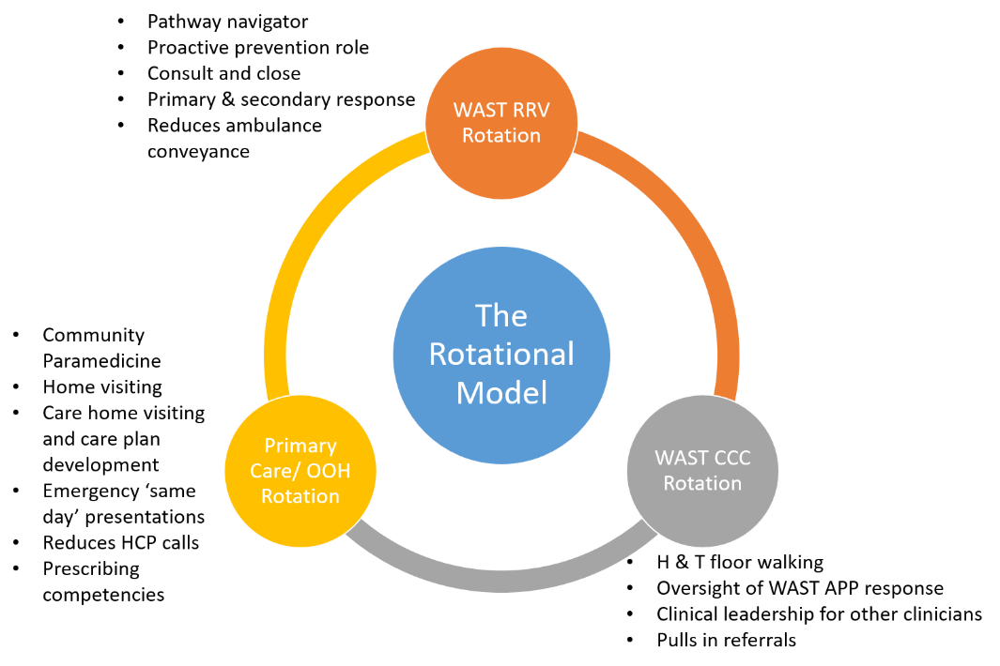 • Pathway navigator
• Proactive prevention role
• Consult and close
• Primary & secondary response
• Reduces ambulance
conveyance
WAST RRV
Rotation
The
Rotational
Model
• Community
Paramedicine
• Home visiting
• Care home visiting
and care plan
development
• Emergency ‘same
day’ presentations
• Reduces HCP calls
• Prescribing
competencies
Primary
Care/ OOH
Rotation
WAST CCC
Rotation
• H & T floor walking
• Oversight of WAST APP response
• Clinical leadership for other clinicians
• Pulls in referrals